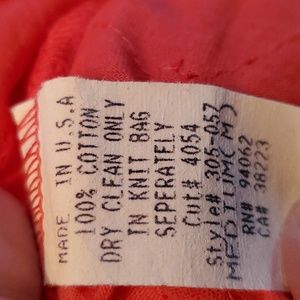 MADE IN U.S.A
100% COTTON
DRY CLEAN ONLY
IN KNIT BAG
SEPERATELY
Cut# 4054
Style# 305-057
MEDIUM(M)
RN# 94062
CA# 38223